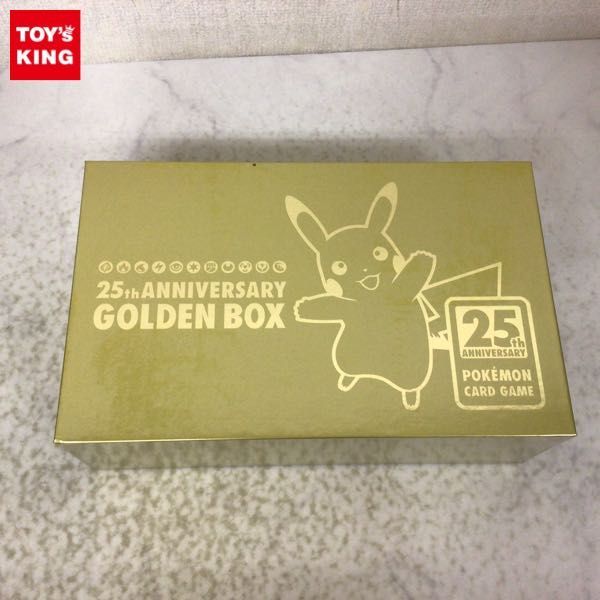 TOY's
KING
25th ANNIVERSARY
GOLDEN BOX
25th
ANNIVERSARY
POKÉMON
CARD GAME